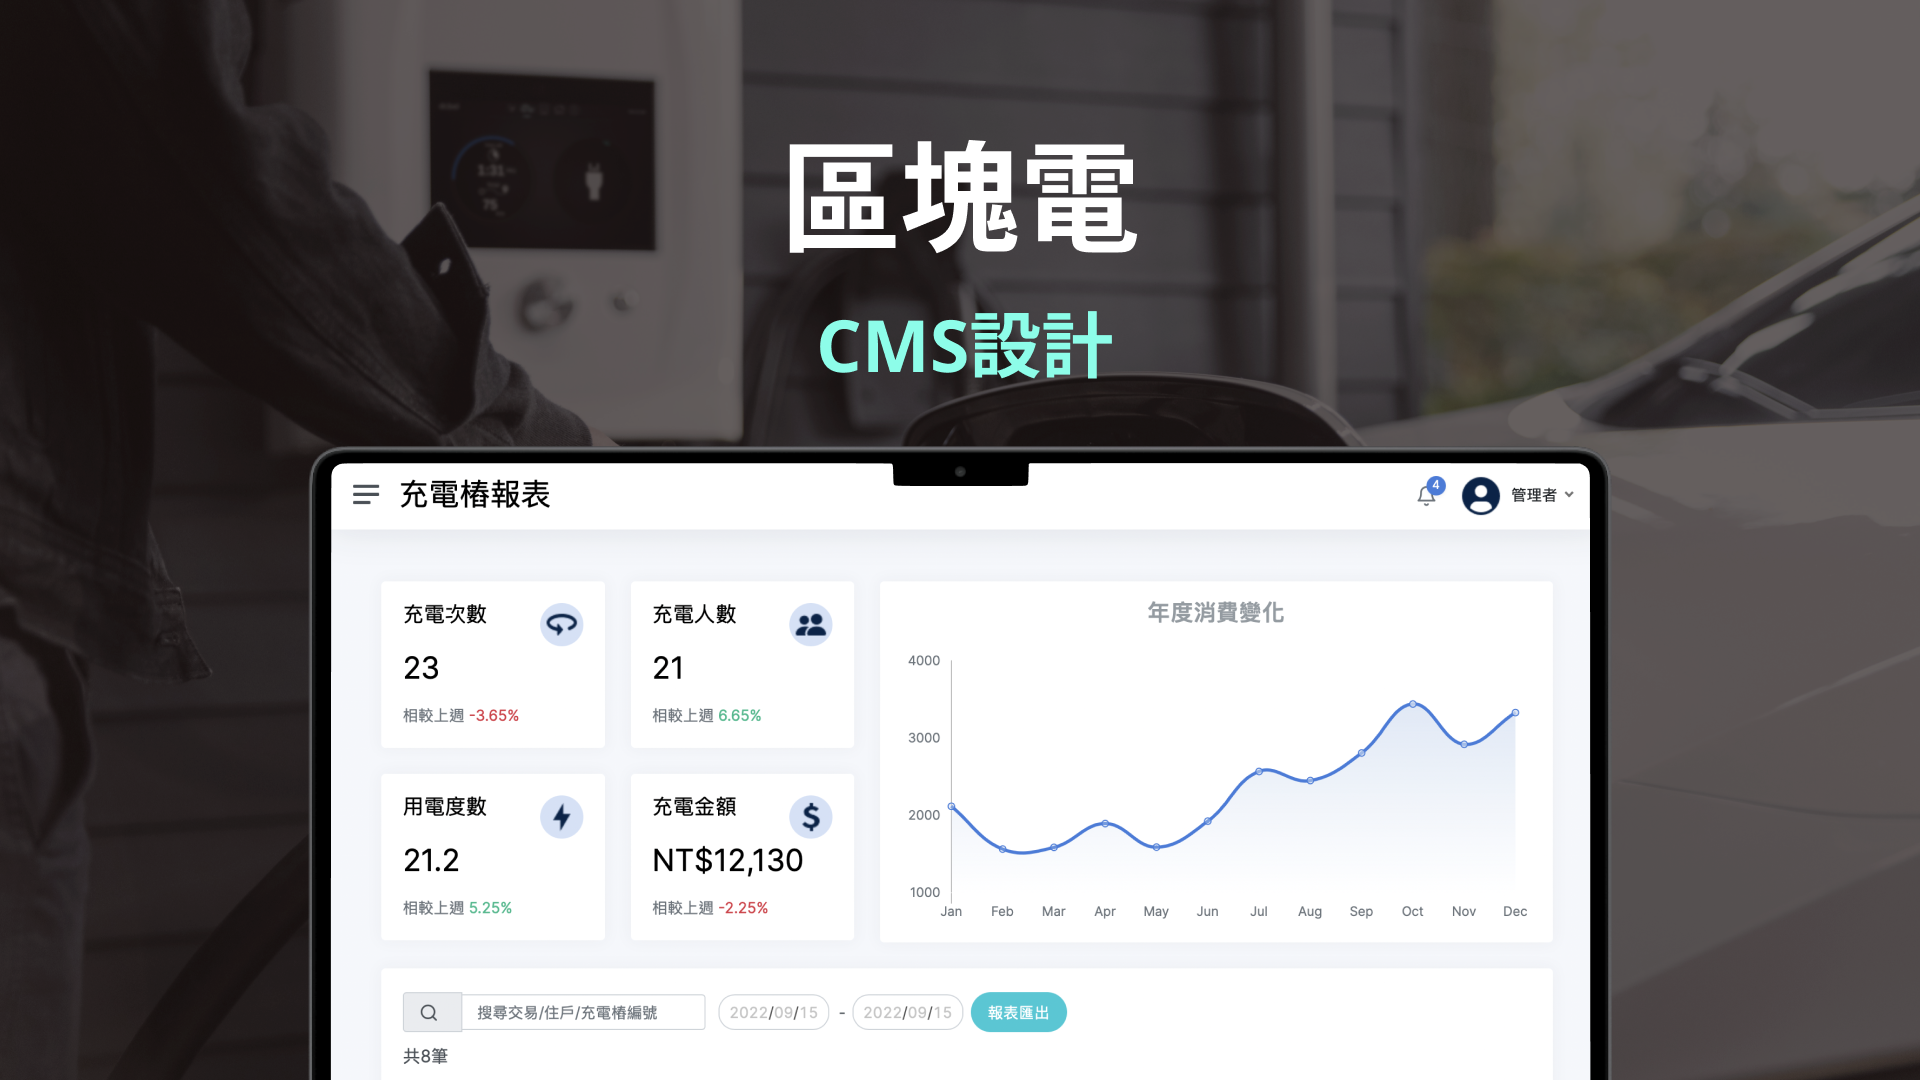 1:31
75
區塊電
CMS設計
充電樁報表
4
管理者
充電次數
23
相較上週 -3.65%
充電人數
21
相較上週 6.65%
用電度數
21.2
相較上週 5.25%
充電金額
NT$12,130
相較上週 -2.25%
年度消費變化
4000
3000
2000
1000
Jan Feb Mar Apr May Jun Jul Aug Sep Oct Nov Dec
搜尋交易/住戶/充電樁編號
2022/09/15 - 2022/09/15
報表匯出
共8筆